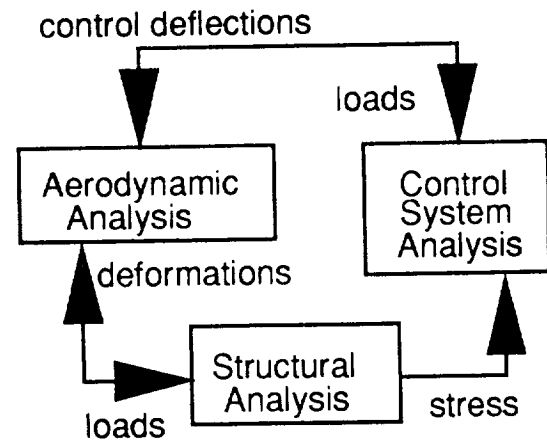 control deflections
loads
Aerodynamic
Analysis
Control
System
Analysis
deformations
Structural
Analysis
loads
stress